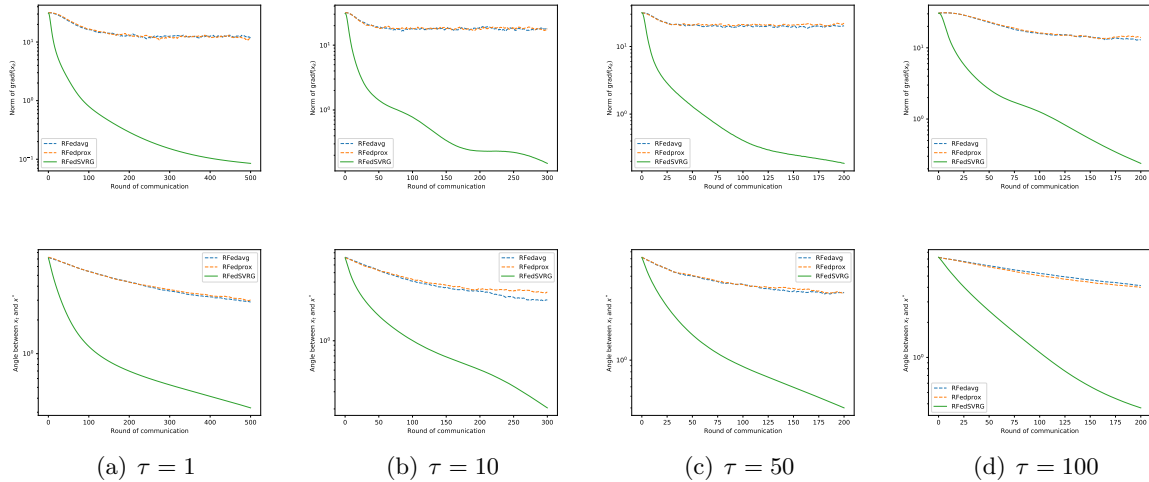 Norm of gradf(x_k)
10^1
10^0
10^{-1}
RFedavg
RFedprox
RFedSVRG
0 100 200 300 400 500
Round of communication
Norm of gradf(x_k)
10^1
10^0
RFedavg
RFedprox
RFedSVRG
0 50 100 150 200 250 300
Round of communication
Norm of gradf(x_k)
10^1
10^0
RFedavg
RFedprox
RFedSVRG
0 25 50 75 100 125 150 175 200
Round of communication
Norm of gradf(x_k)
10^1
10^0
RFedavg
RFedprox
RFedSVRG
0 25 50 75 100 125 150 175 200
Round of communication
Angle between x_t and x^*
10^0
RFedavg
RFedprox
RFedSVRG
0 100 200 300 400 500
Round of communication
Angle between x_t and x^*
10^0
RFedavg
RFedprox
RFedSVRG
0 50 100 150 200 250 300
Round of communication
Angle between x_t and x^*
10^0
RFedavg
RFedprox
RFedSVRG
0 25 50 75 100 125 150 175 200
Round of communication
Angle between x_t and x^*
10^0
RFedavg
RFedprox
RFedSVRG
0 25 50 75 100 125 150 175 200
Round of communication
(a) τ = 1
(b) τ = 10
(c) τ = 50
(d) τ = 100